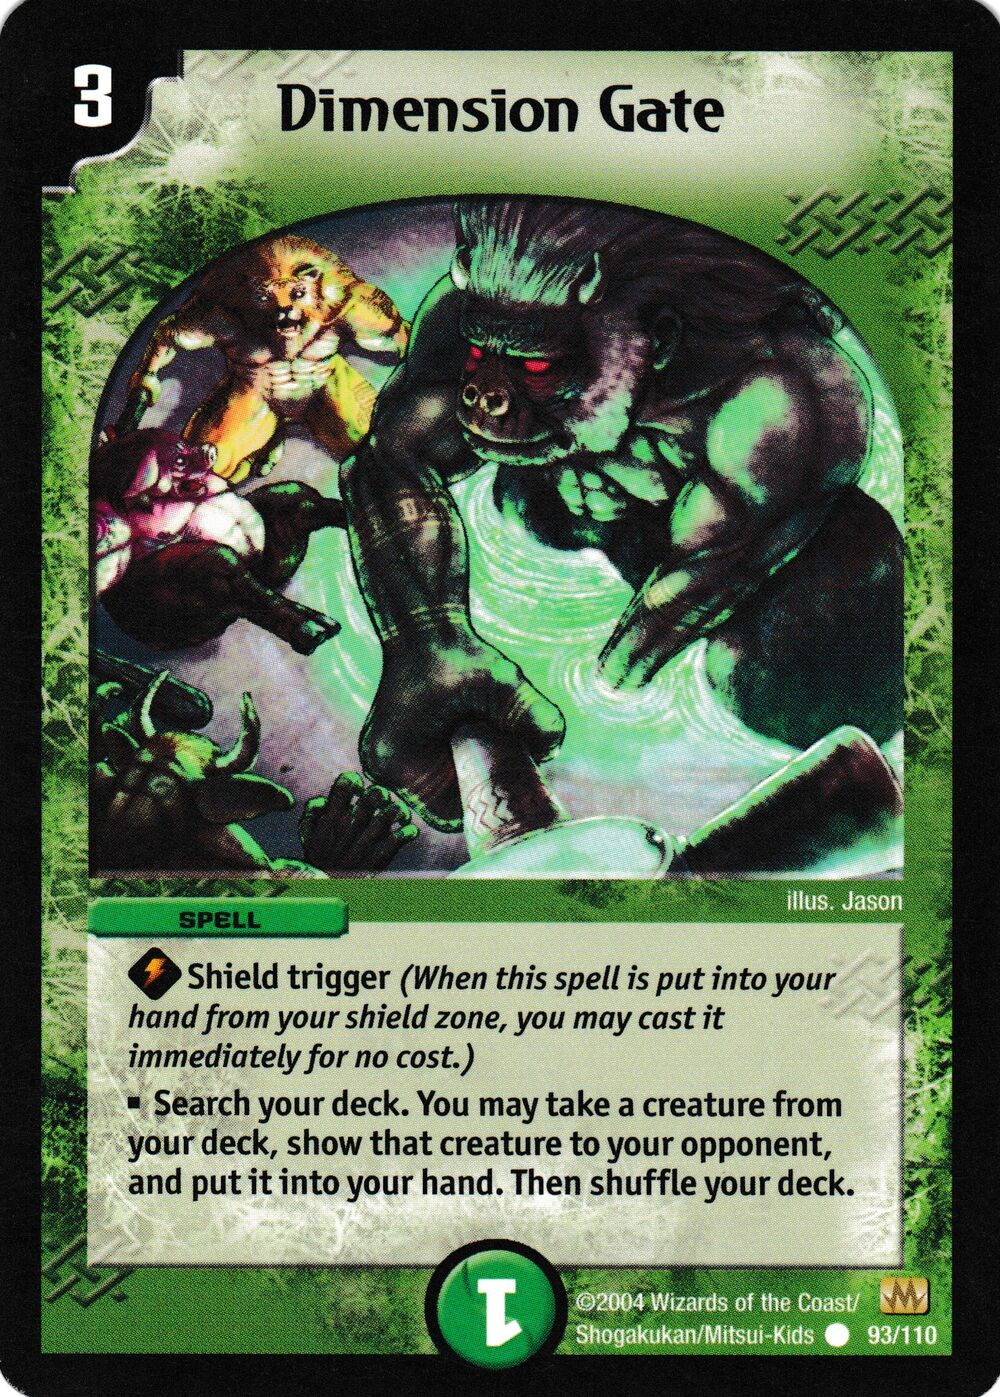 3
Dimension Gate
illus. Jason
SPELL
Shield trigger (When this spell is put into your
hand from your shield zone, you may cast it
immediately for no cost.)
▪ Search your deck. You may take a creature from
your deck, show that creature to your opponent,
and put it into your hand. Then shuffle your deck.
1
©2004 Wizards of the Coast/
Shogakukan/Mitsui-Kids
93/110